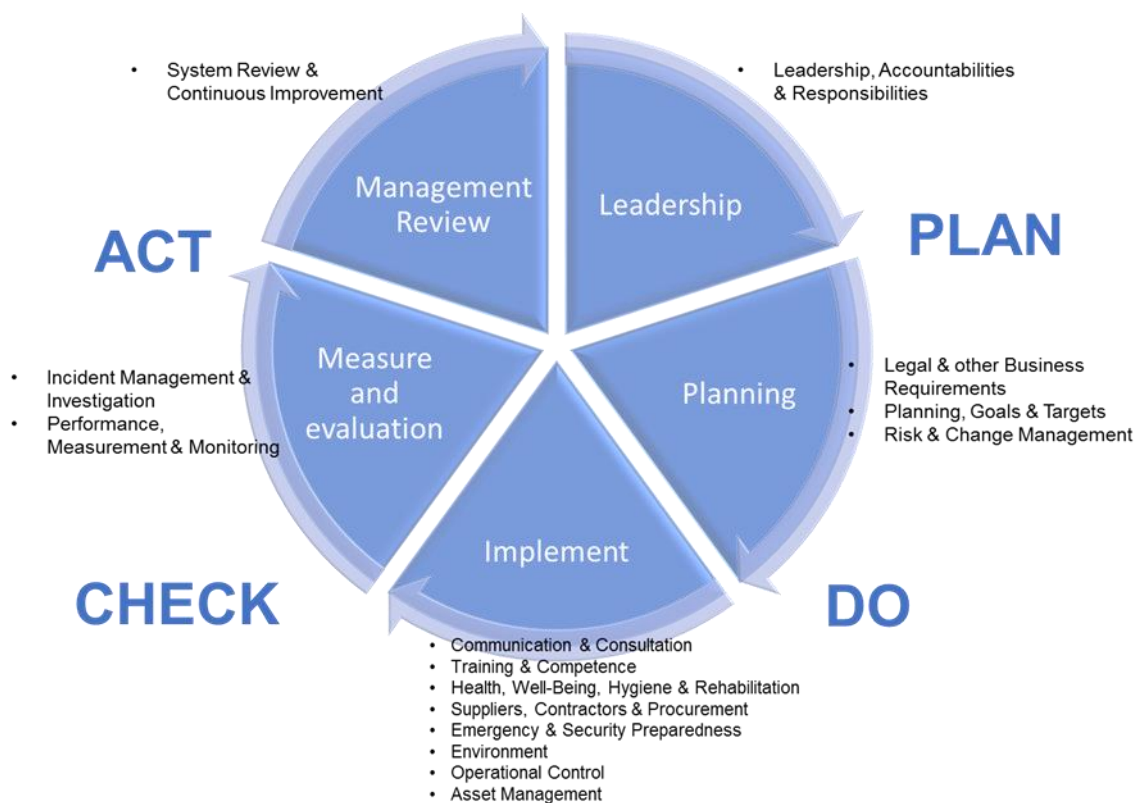 • System Review &
Continuous Improvement
• Leadership, Accountabilities
& Responsibilities
Management
Review
Leadership
ACT
PLAN
Measure
and
evaluation
Planning
• Incident Management &
Investigation
• Performance,
Measurement & Monitoring
• Legal & other Business
Requirements
• Planning, Goals & Targets
• Risk & Change Management
Implement
CHECK
DO
• Communication & Consultation
• Training & Competence
• Health, Well-Being, Hygiene & Rehabilitation
• Suppliers, Contractors & Procurement
• Emergency & Security Preparedness
• Environment
• Operational Control
• Asset Management